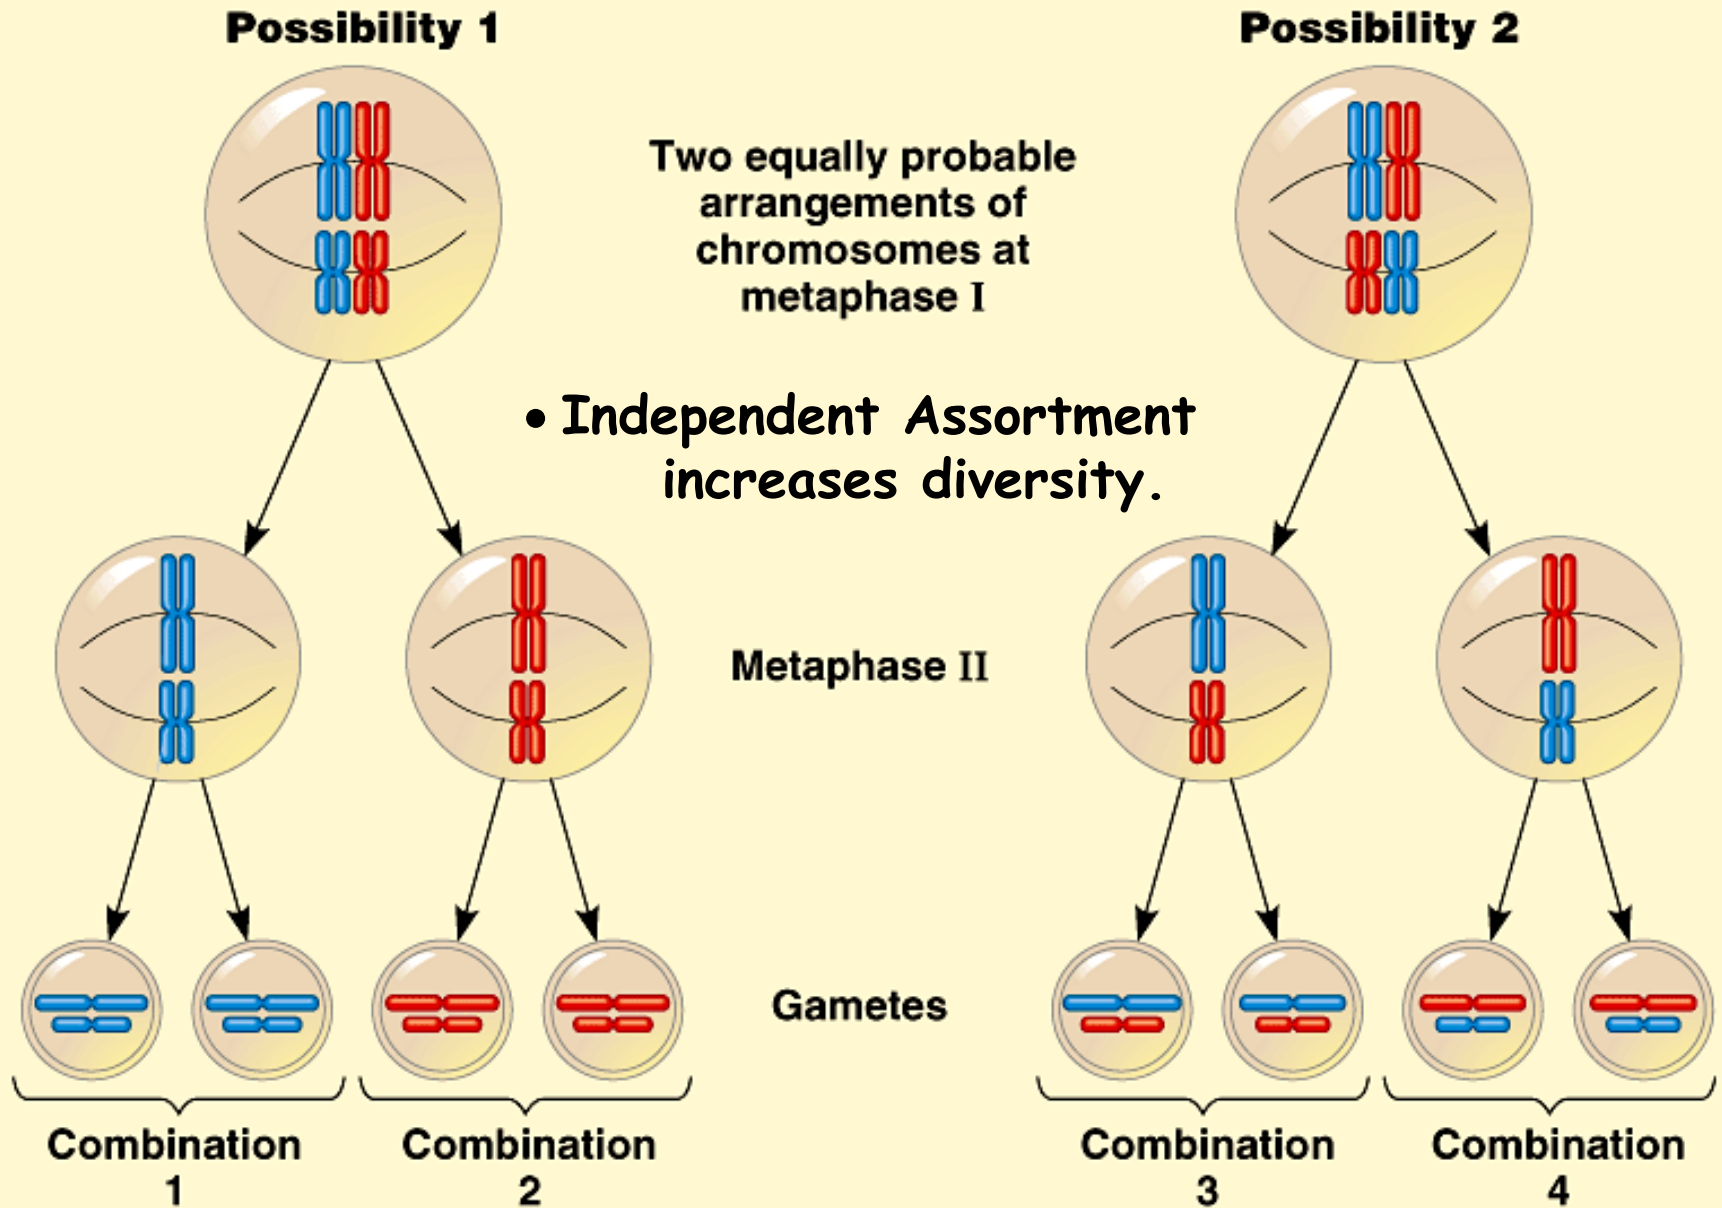 Possibility 1
Possibility 2
Two equally probable
arrangements of
chromosomes at
metaphase I
• Independent Assortment
increases diversity.
Metaphase II
Gametes
Combination
1
Combination
2
Combination
3
Combination
4